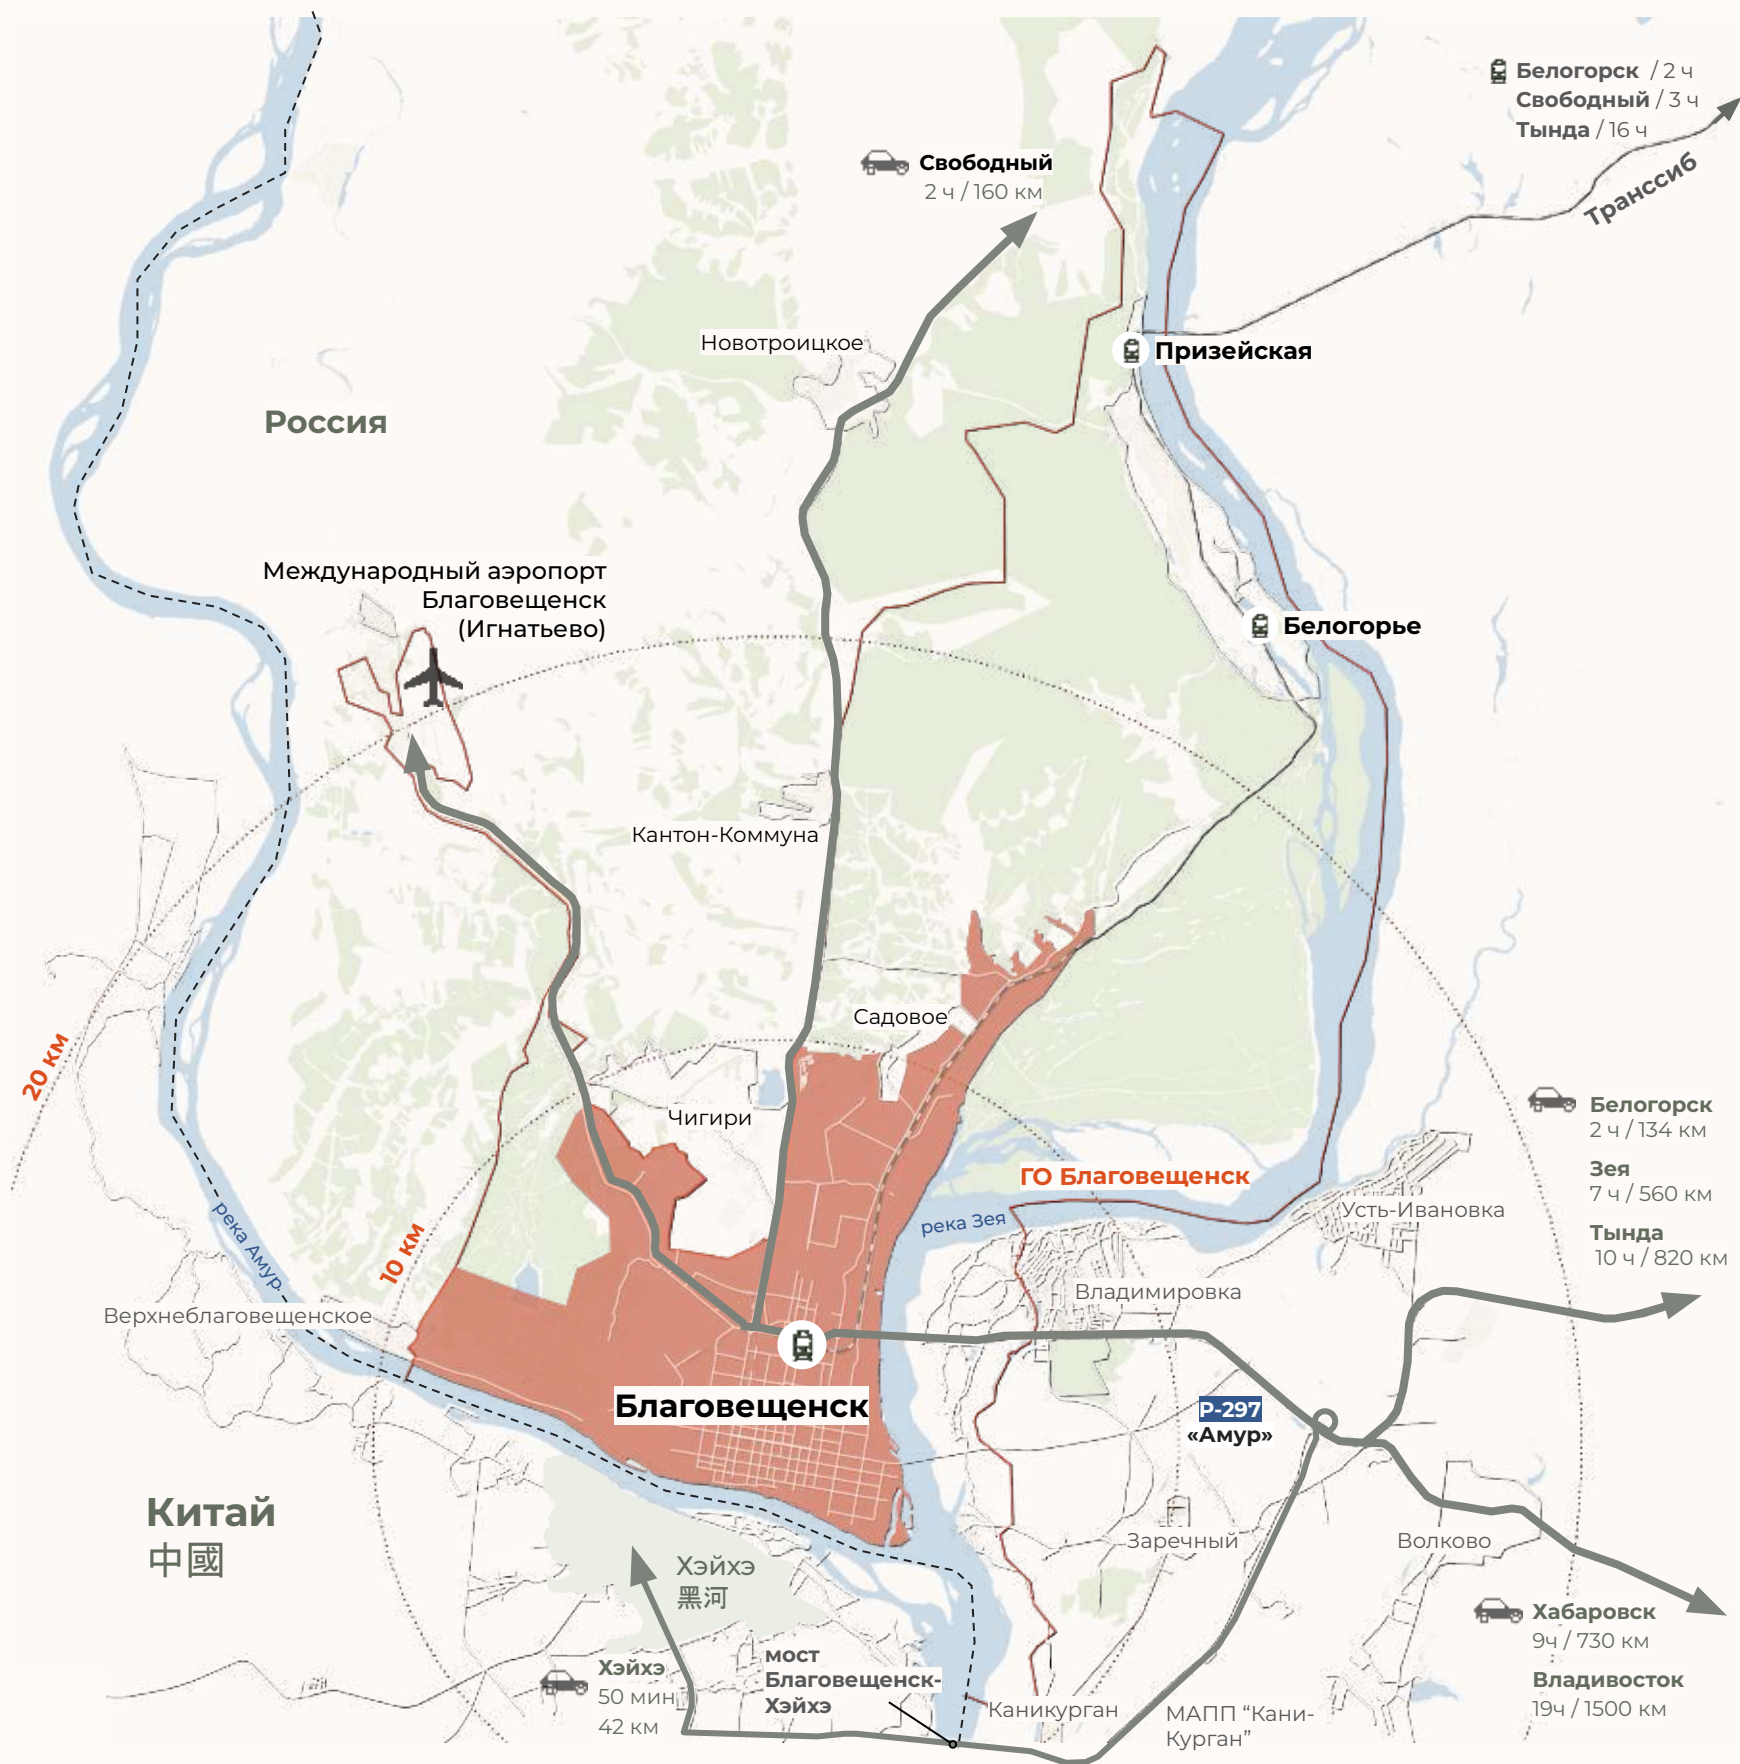 Белогорск / 2 ч
Свободный / 3 ч
Тында / 16 ч
Транссиб
Свободный
2 ч / 160 км
Новотроицкое
Призейская
Россия
Международный аэропорт
Благовещенск
(Игнатьево)
Белогорье
Кантон-Коммуна
Садовое
20 км
Чигири
Белогорск
2 ч / 134 км
Зея
7 ч / 560 км
Тында
10 ч / 820 км
ГО Благовещенск
река Зея
Усть-Ивановка
река Амур
10 км
Верхнеблаговещенское
Владимировка
Благовещенск
Р-297
«Амур»
Китай
中國
Заречный
Волково
Хэйхэ
黑河
Хабаровск
9ч / 730 км
Владивосток
19ч / 1500 км
Хэйхэ
50 мин
42 км
мост
Благовещенск-
Хэйхэ
Каникурган
МАПП “Кани-
Курган”